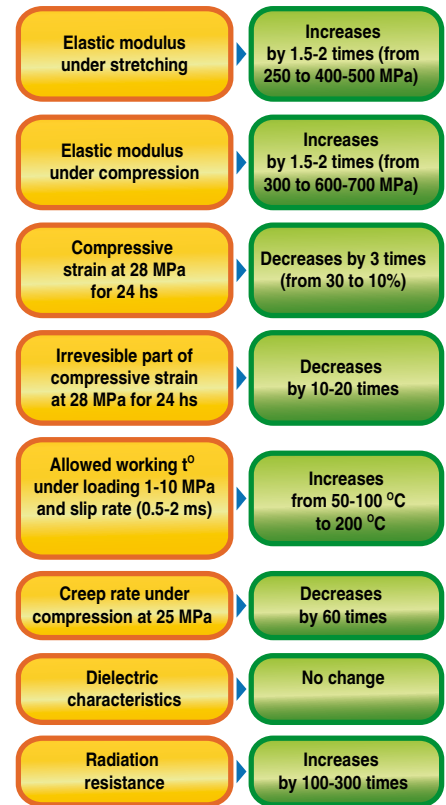 Elastic modulus
under stretching
Increases
by 1.5-2 times (from
250 to 400-500 MPa)
Elastic modulus
under compression
Increases
by 1.5-2 times (from
300 to 600-700 MPa)
Compressive
strain at 28 MPa
for 24 hs
Decreases by 3 times
(from 30 to 10%)
Irrevesible part of
compressive strain
at 28 MPa for 24 hs
Decreases
by 10-20 times
Allowed working tº
under loading 1-10 MPa
and slip rate (0.5-2 ms)
Increases
from 50-100 ºC
to 200 ºC
Creep rate under
compression at 25 MPa
Decreases
by 60 times
Dielectric
characteristics
No change
Radiation
resistance
Increases
by 100-300 times